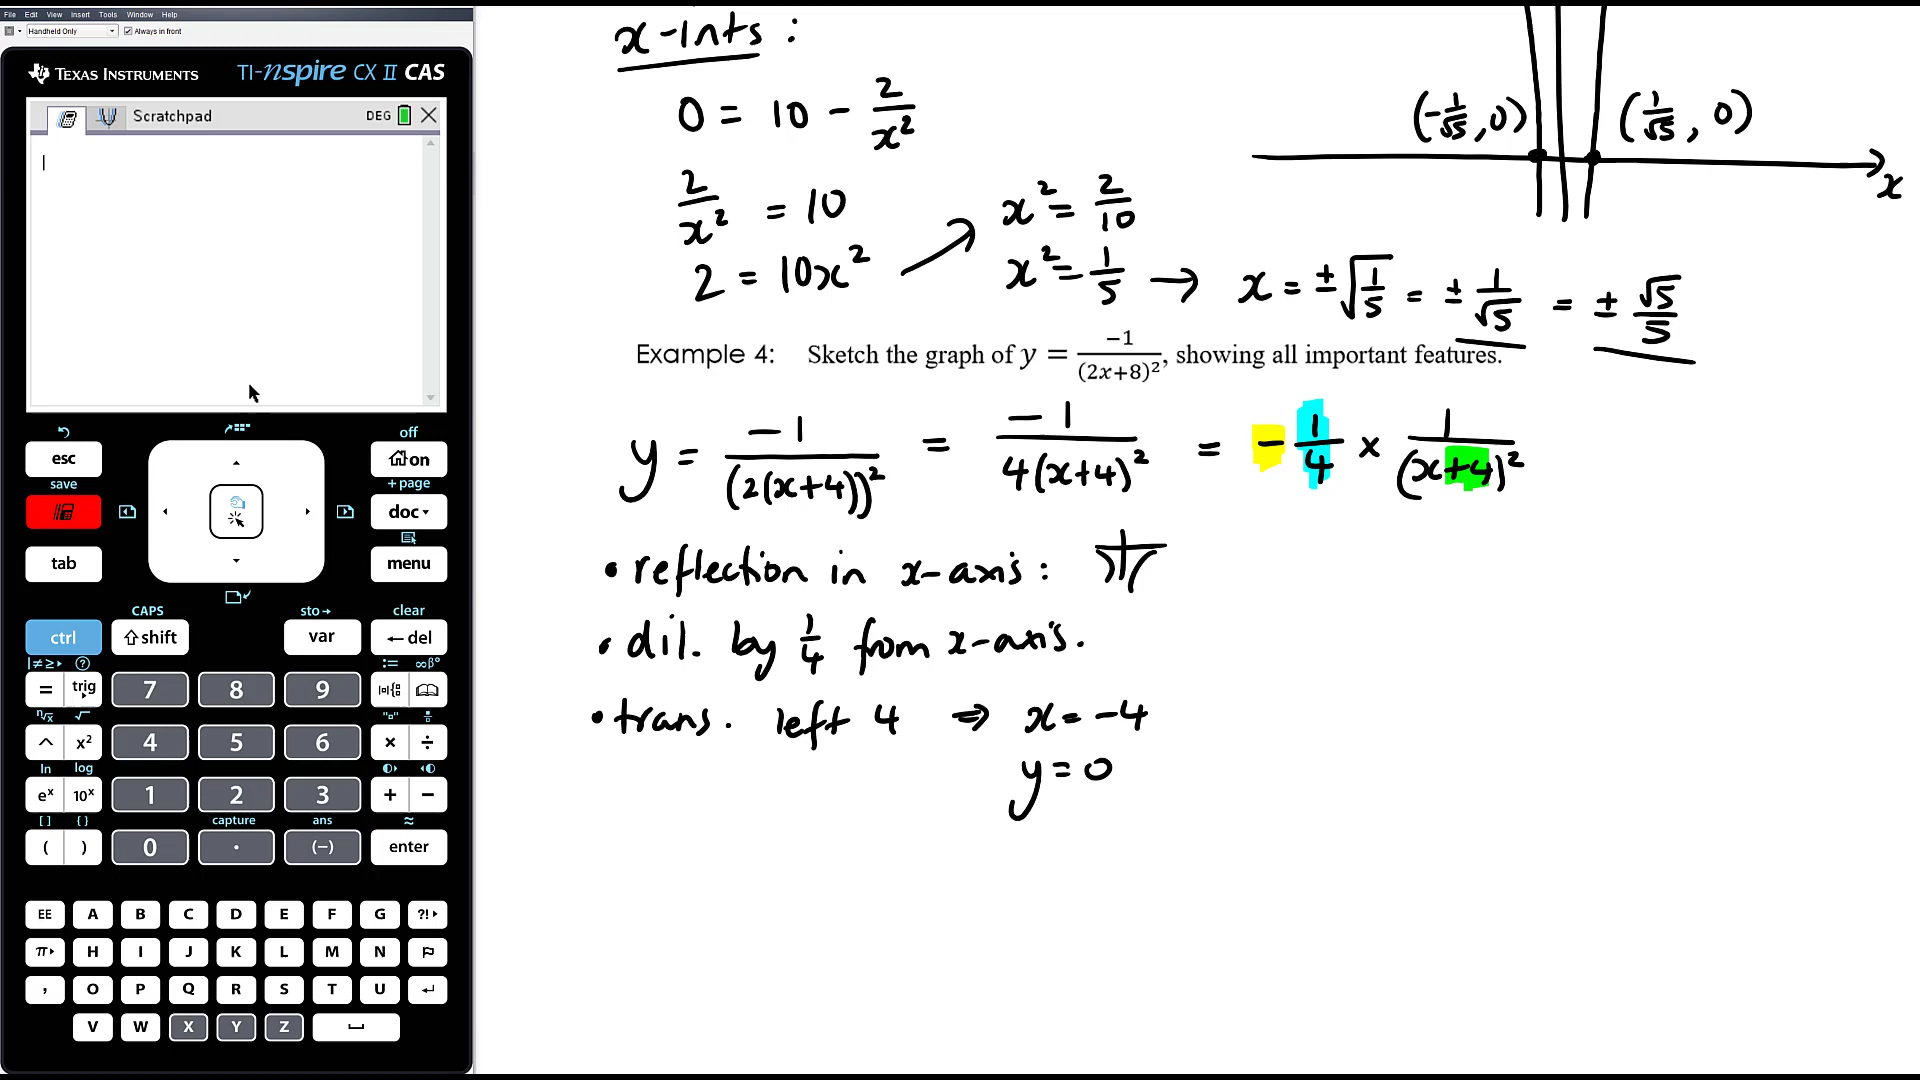 File Edit View Insert Tools Window Help
Handheld Only Always in front
TEXAS INSTRUMENTS TI-nspire CX II CAS
Scratchpad DEG
off
esc on
save + page
doc
tab menu
CAPS sto→ clear
ctrl shift var ← del
|≠≥▸ ? := ∞β°
= trig 7 8 9 |□|{
ⁿ√x √ "□"
^ x² 4 5 6 × ÷
ln log
eˣ 10ˣ 1 2 3 + −
[ ] { } capture ans ≈
( ) 0 . (−) enter
EE A B C D E F G ?!▸
π▸ H I J K L M N
, O P Q R S T U ↵
V W X Y Z
x-ints :
0 = 10 - 2/x²
2/x² = 10
2 = 10x²
x² = 2/10
x² = 1/5 → x = ±√(1/5) = ± 1/√5 = ± √5/5
(-1/√5, 0) (1/√5, 0)
x
Example 4: Sketch the graph of y = −1/(2x+8)², showing all important features.
y = -1/(2(x+4))² = -1/4(x+4)² = - 1/4 × 1/(x+4)²
• reflection in x-axis :
• dil. by 1/4 from x-axis.
• trans. left 4 ⇒ x = -4
y = 0